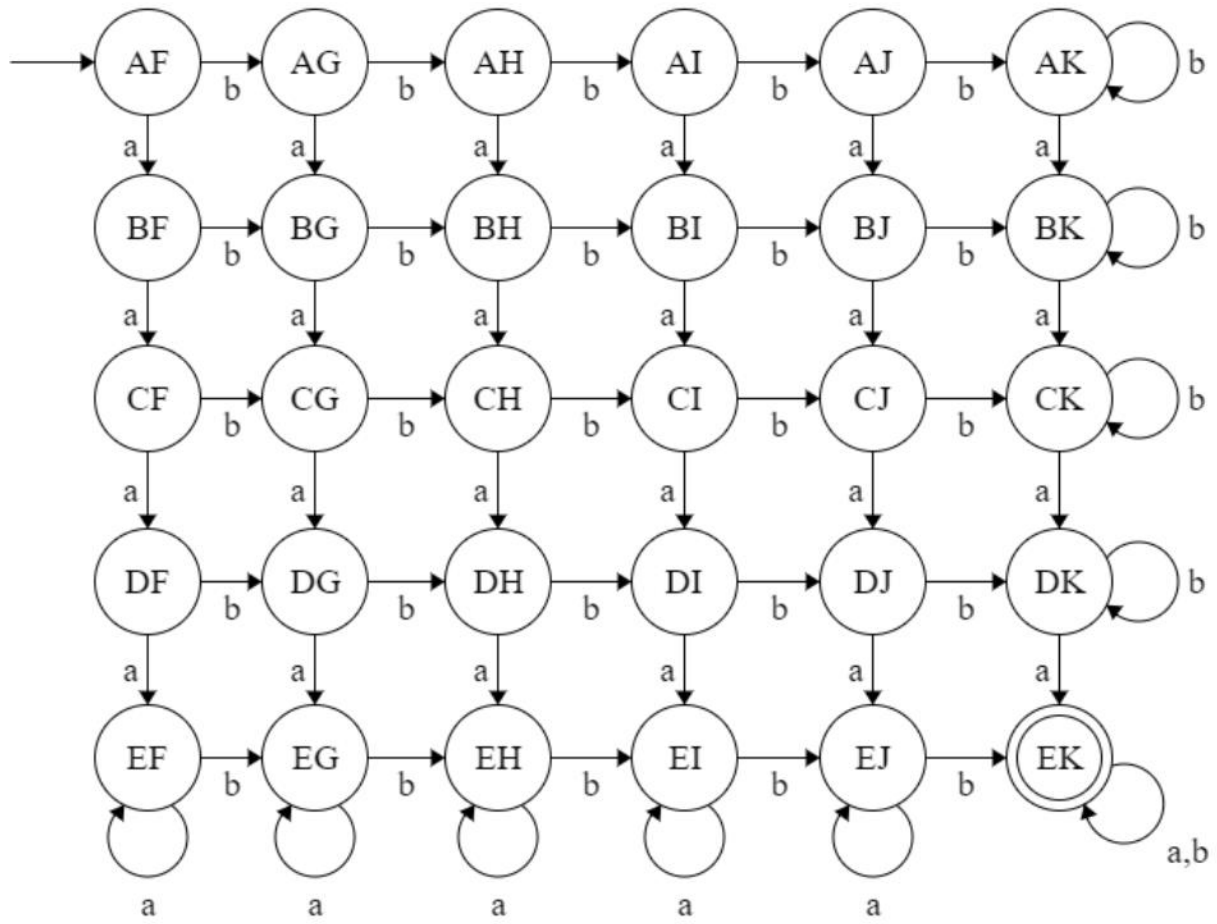 AF AG AH AI AJ AK b
b b b b b
a a a a a a
BF BG BH BI BJ BK b
b b b b b
a a a a a a
CF CG CH CI CJ CK b
b b b b b
a a a a a a
DF DG DH DI DJ DK b
b b b b b
a a a a a a
EF EG EH EI EJ EK
b b b b b
a,b
a a a a a